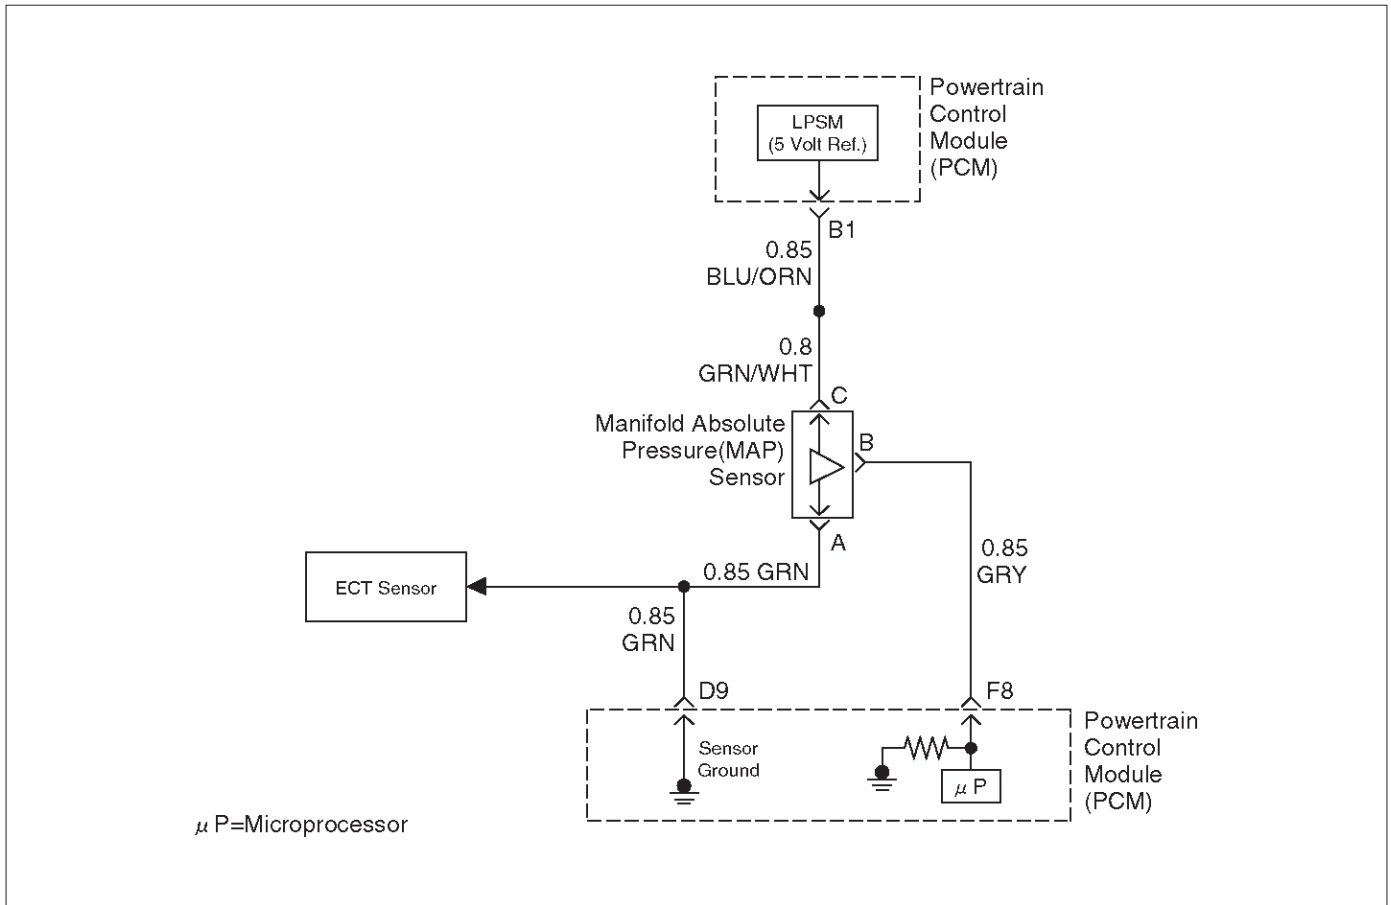 Powertrain
Control
Module
(PCM)
LPSM
(5 Volt Ref.)
B1
0.85
BLU/ORN
0.8
GRN/WHT
C
Manifold Absolute
Pressure(MAP)
Sensor
B
A
0.85 GRN
0.85
GRY
ECT Sensor
0.85
GRN
D9
F8
Sensor
Ground
μ P
Powertrain
Control
Module
(PCM)
μ P=Microprocessor